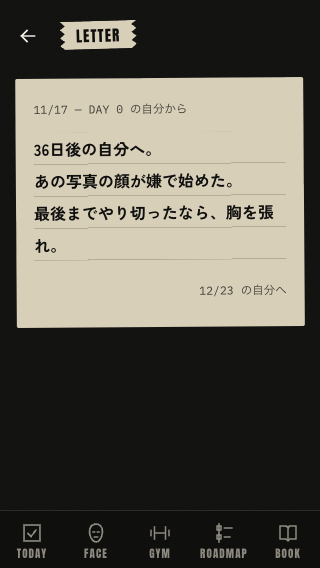 LETTER
11/17 — DAY 0 の自分から
36日後の自分へ。
あの写真の顔が嫌で始めた。
最後までやり切ったなら、胸を張
れ。
12/23 の自分へ
TODAY FACE GYM ROADMAP BOOK